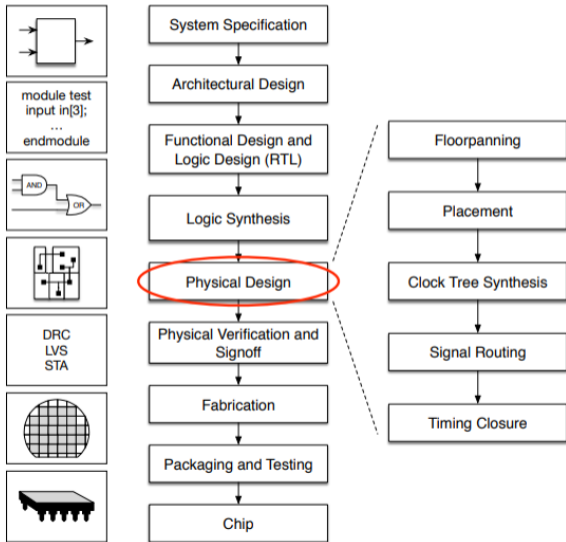 System Specification
Architectural Design
module test
input in[3];
...
endmodule
Functional Design and
Logic Design (RTL)
AND
OR
Logic Synthesis
Physical Design
DRC
LVS
STA
Physical Verification and
Signoff
Fabrication
Packaging and Testing
Chip
Floorpanning
Placement
Clock Tree Synthesis
Signal Routing
Timing Closure